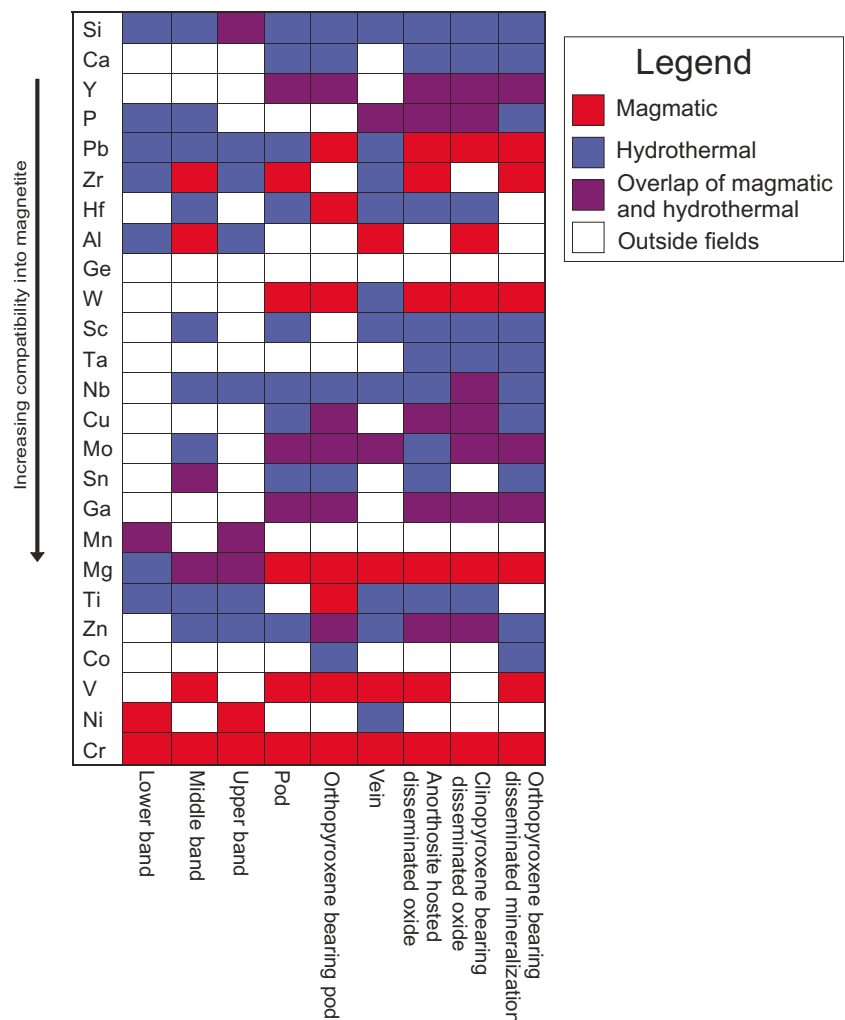 Si
Ca
Y
P
Pb
Zr
Hf
Al
Ge
W
Sc
Ta
Nb
Cu
Mo
Sn
Ga
Mn
Mg
Ti
Zn
Co
V
Ni
Cr
Increasing compatibility into magnetite
Lower band
Middle band
Upper band
Pod
Orthopyroxene bearing pod
Vein
Anorthosite hosted
disseminated oxide
Clinopyroxene bearing
disseminated oxide
Orthopyroxene bearing
disseminated mineralization
Legend
Magmatic
Hydrothermal
Overlap of magmatic
and hydrothermal
Outside fields